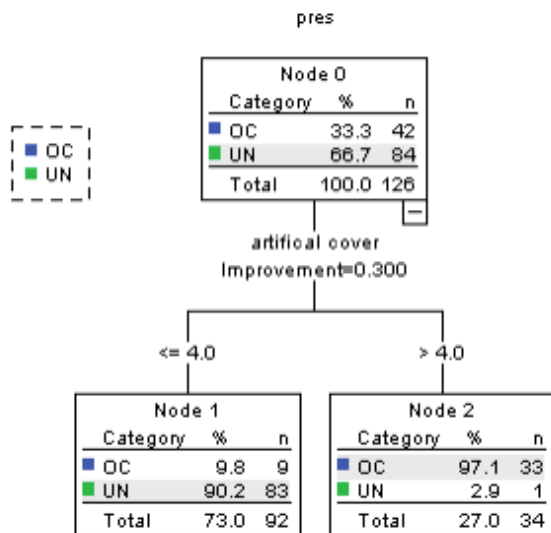 pres
Node 0
Category % n
OC 33.3 42
UN 66.7 84
Total 100.0 126
OC
UN
artifical cover
Improvement=0.300
<= 4.0
> 4.0
Node 1
Category % n
OC 9.8 9
UN 90.2 83
Total 73.0 92
Node 2
Category % n
OC 97.1 33
UN 2.9 1
Total 27.0 34